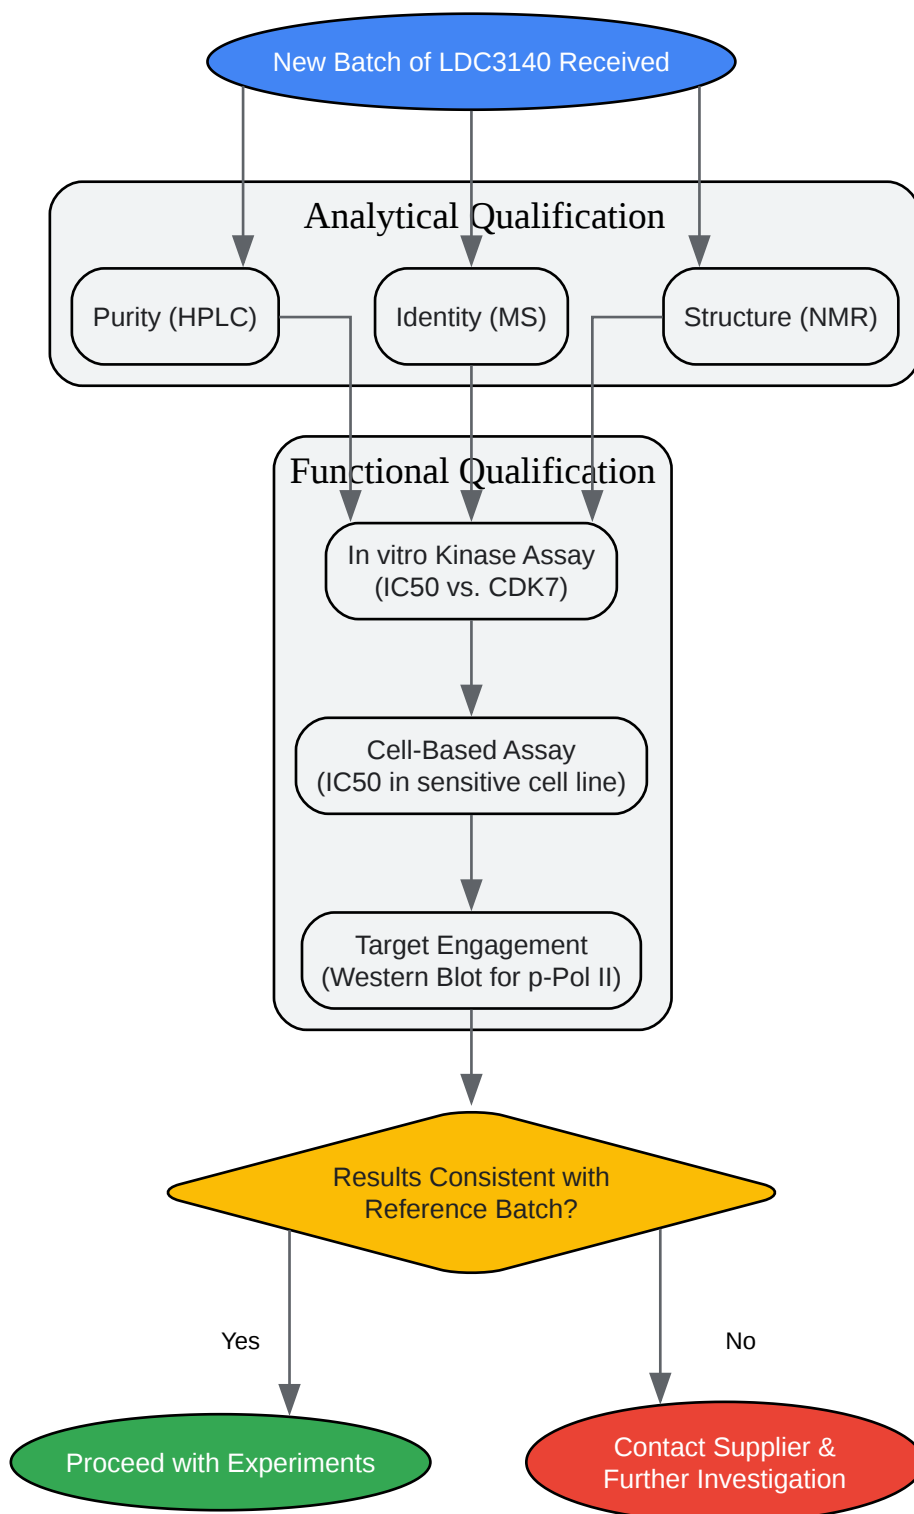 New Batch of LDC3140 Received
Analytical Qualification
Purity (HPLC)
Identity (MS)
Structure (NMR)
Functional Qualification
In vitro Kinase Assay
(IC50 vs. CDK7)
Cell-Based Assay
(IC50 in sensitive cell line)
Target Engagement
(Western Blot for p-Pol II)
Results Consistent with
Reference Batch?
Yes
No
Proceed with Experiments
Contact Supplier &
Further Investigation